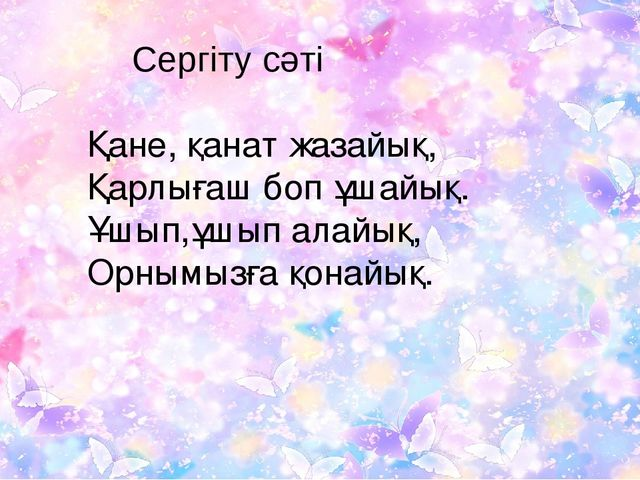 Сергіту сәті
Қане, қанат жазайық,
Қарлығаш боп ұшайық.
Ұшып,ұшып алайық,
Орнымызға қонайық.